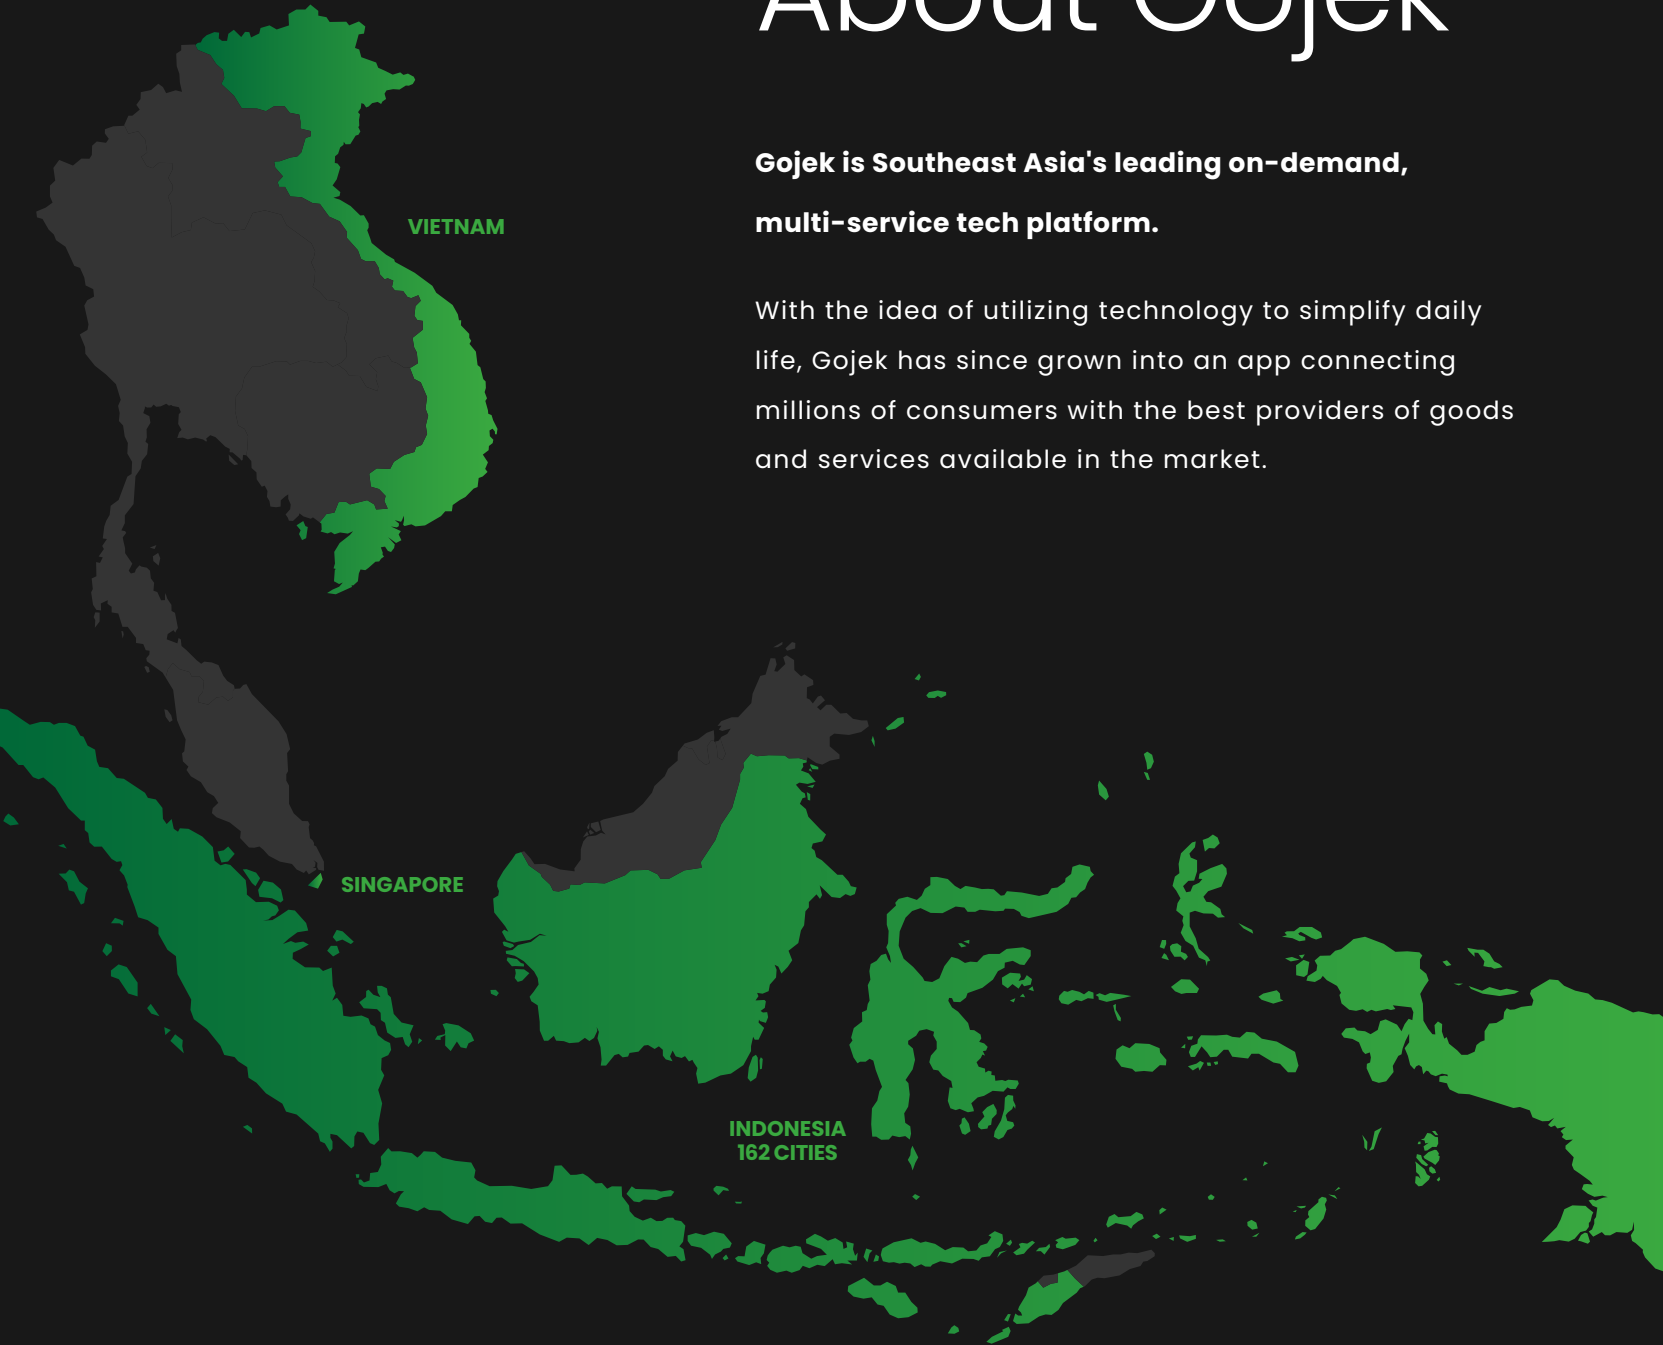 About Gojek
Gojek is Southeast Asia's leading on-demand,
multi-service tech platform.
With the idea of utilizing technology to simplify daily
life, Gojek has since grown into an app connecting
millions of consumers with the best providers of goods
and services available in the market.
VIETNAM
SINGAPORE
INDONESIA
162 CITIES